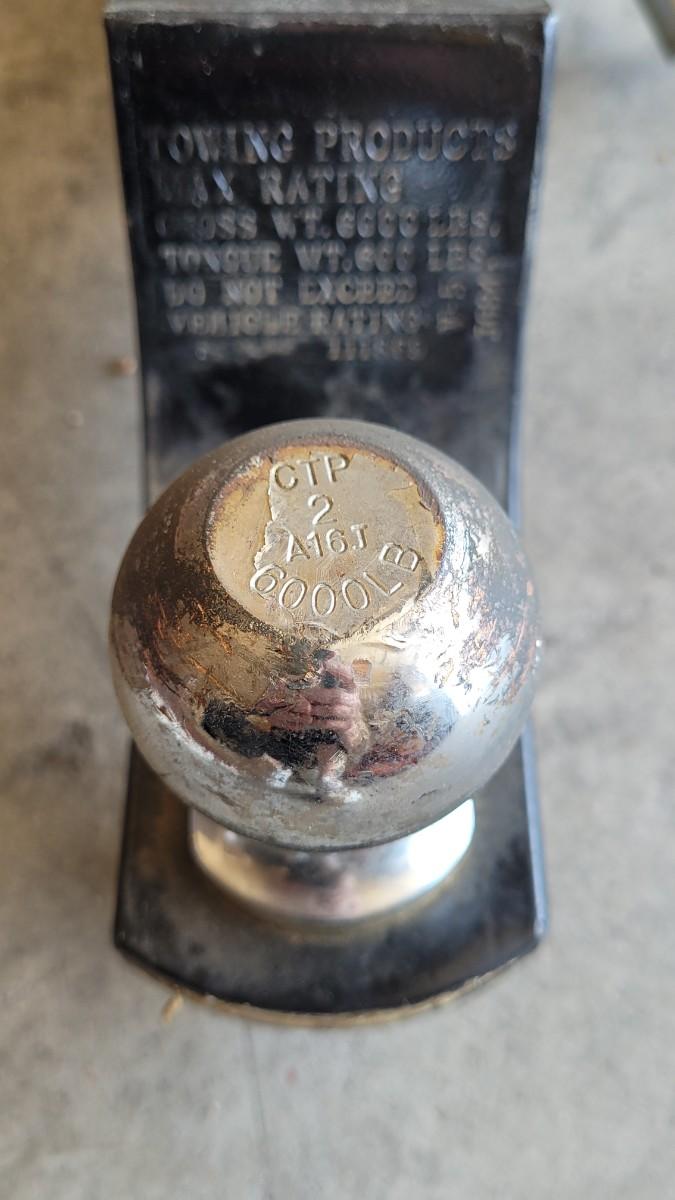 TOWING PRODUCTS
MAX RATING
GROSS WT. 6000 LBS.
TONGUE WT. 600 LBS.
DO NOT EXCEED
VEHICLE RATING
CTP
2
A16J
6000LB